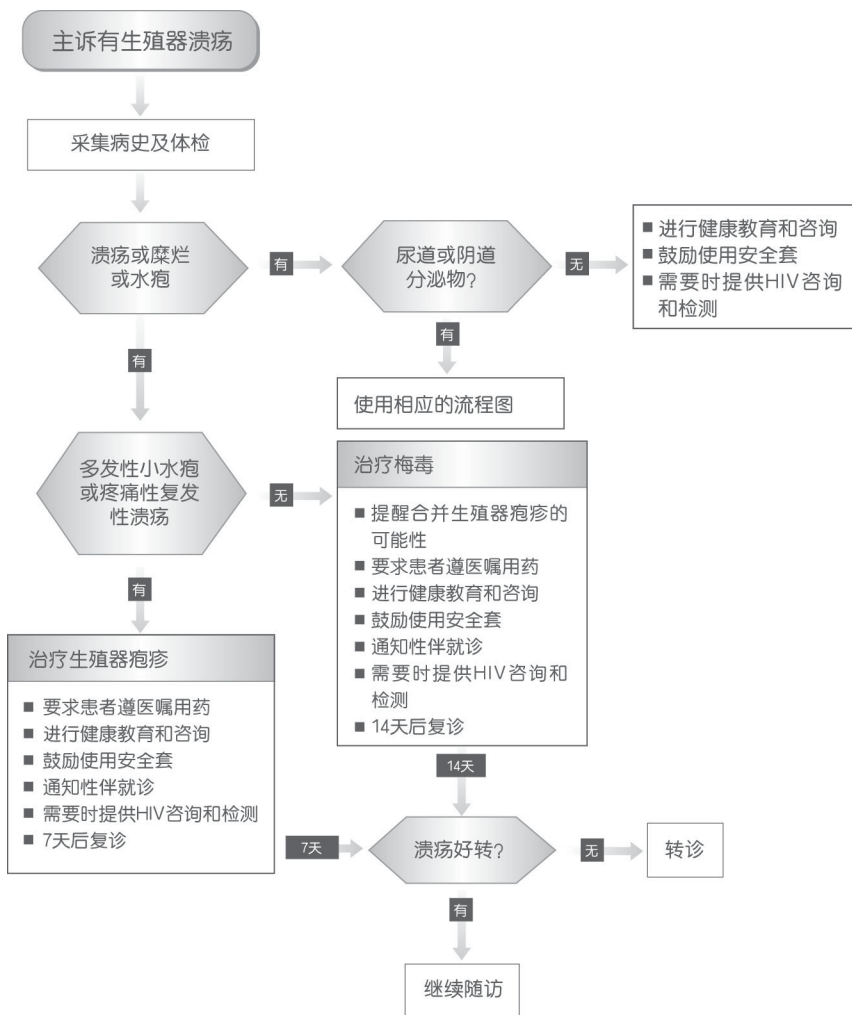 主诉有生殖器溃疡
采集病史及体检
溃疡或糜烂
或水疱
有
尿道或阴道
分泌物?
无
■ 进行健康教育和咨询
■ 鼓励使用安全套
■ 需要时提供HIV咨询
和检测
有
有
使用相应的流程图
多发性小水疱
或疼痛性复发
性溃疡
无
治疗梅毒
■ 提醒合并生殖器疱疹的
可能性
■ 要求患者遵医嘱用药
■ 进行健康教育和咨询
■ 鼓励使用安全套
■ 通知性伴就诊
■ 需要时提供HIV咨询和
检测
■ 14天后复诊
有
治疗生殖器疱疹
■ 要求患者遵医嘱用药
■ 进行健康教育和咨询
■ 鼓励使用安全套
■ 通知性伴就诊
■ 需要时提供HIV咨询和检测
■ 7天后复诊
14天
7天
溃疡好转?
无
转诊
有
继续随访